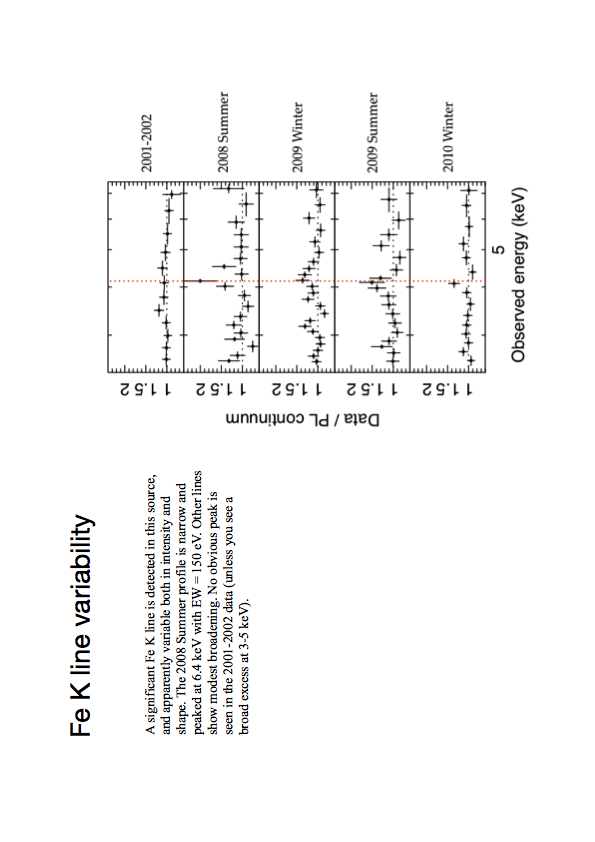 Fe K line variability
A significant Fe K line is detected in this source,
and apparently variable both in intensity and
shape. The 2008 Summer profile is narrow and
peaked at 6.4 keV with EW = 150 eV. Other lines
show modest broadening. No obvious peak is
seen in the 2001-2002 data (unless you see a
broad excess at 3-5 keV).
Data / PL continuum
1 1.5 2
1 1.5 2
1 1.5 2
1 1.5 2
1 1.5 2
2001-2002
2008 Summer
2009 Winter
2009 Summer
2010 Winter
5
Observed energy (keV)